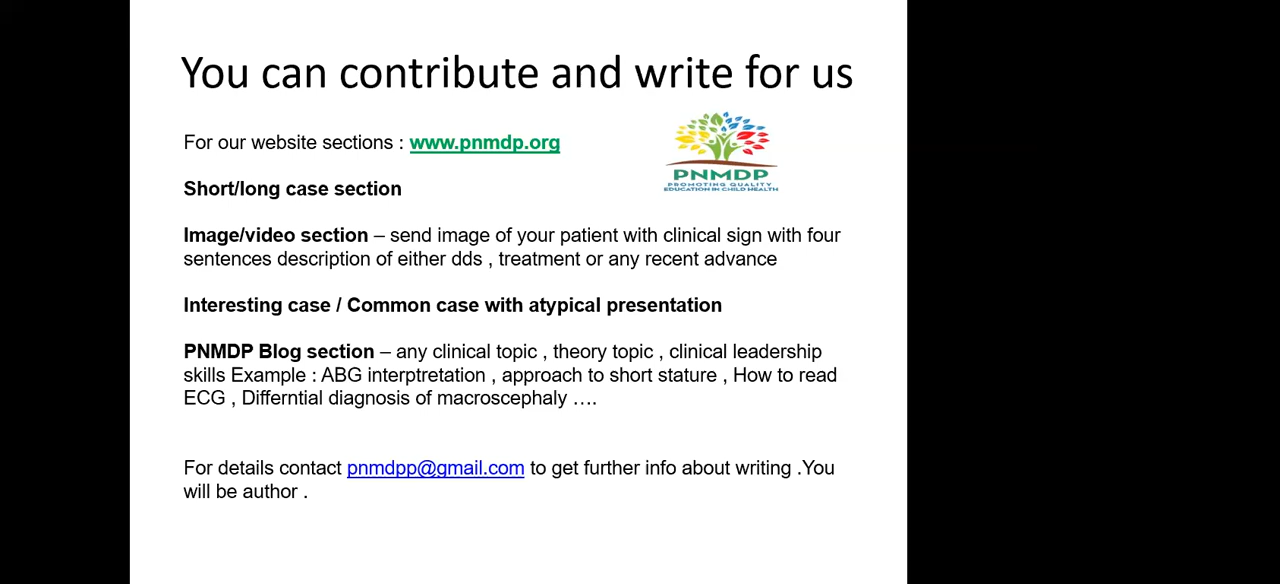 You can contribute and write for us
For our website sections : www.pnmdp.org
PNMDP
PROMOTING QUALITY
EDUCATION IN CHILD HEALTH
Short/long case section
Image/video section – send image of your patient with clinical sign with four
sentences description of either dds , treatment or any recent advance
Interesting case / Common case with atypical presentation
PNMDP Blog section – any clinical topic , theory topic , clinical leadership
skills Example : ABG interptretation , approach to short stature , How to read
ECG , Differntial diagnosis of macroscephaly ….
For details contact pnmdpp@gmail.com to get further info about writing .You
will be author .